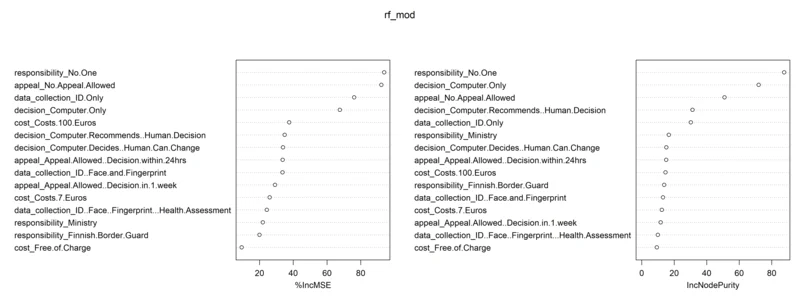 rf_mod
responsibility_No.One
appeal_No.Appeal.Allowed
data_collection_ID.Only
decision_Computer.Only
cost_Costs.100.Euros
decision_Computer.Recommends..Human.Decision
decision_Computer.Decides..Human.Can.Change
appeal_Appeal.Allowed..Decision.within.24hrs
data_collection_ID..Face.and.Fingerprint
appeal_Appeal.Allowed..Decision.in.1.week
cost_Costs.7.Euros
data_collection_ID..Face..Fingerprint...Health.Assessment
responsibility_Ministry
responsibility_Finnish.Border.Guard
cost_Free.of.Charge
20 40 60 80
%IncMSE
responsibility_No.One
decision_Computer.Only
appeal_No.Appeal.Allowed
decision_Computer.Recommends..Human.Decision
data_collection_ID.Only
responsibility_Ministry
decision_Computer.Decides..Human.Can.Change
appeal_Appeal.Allowed..Decision.within.24hrs
cost_Costs.100.Euros
responsibility_Finnish.Border.Guard
data_collection_ID..Face.and.Fingerprint
cost_Costs.7.Euros
appeal_Appeal.Allowed..Decision.in.1.week
data_collection_ID..Face..Fingerprint...Health.Assessment
cost_Free.of.Charge
0 20 40 60 80
IncNodePurity